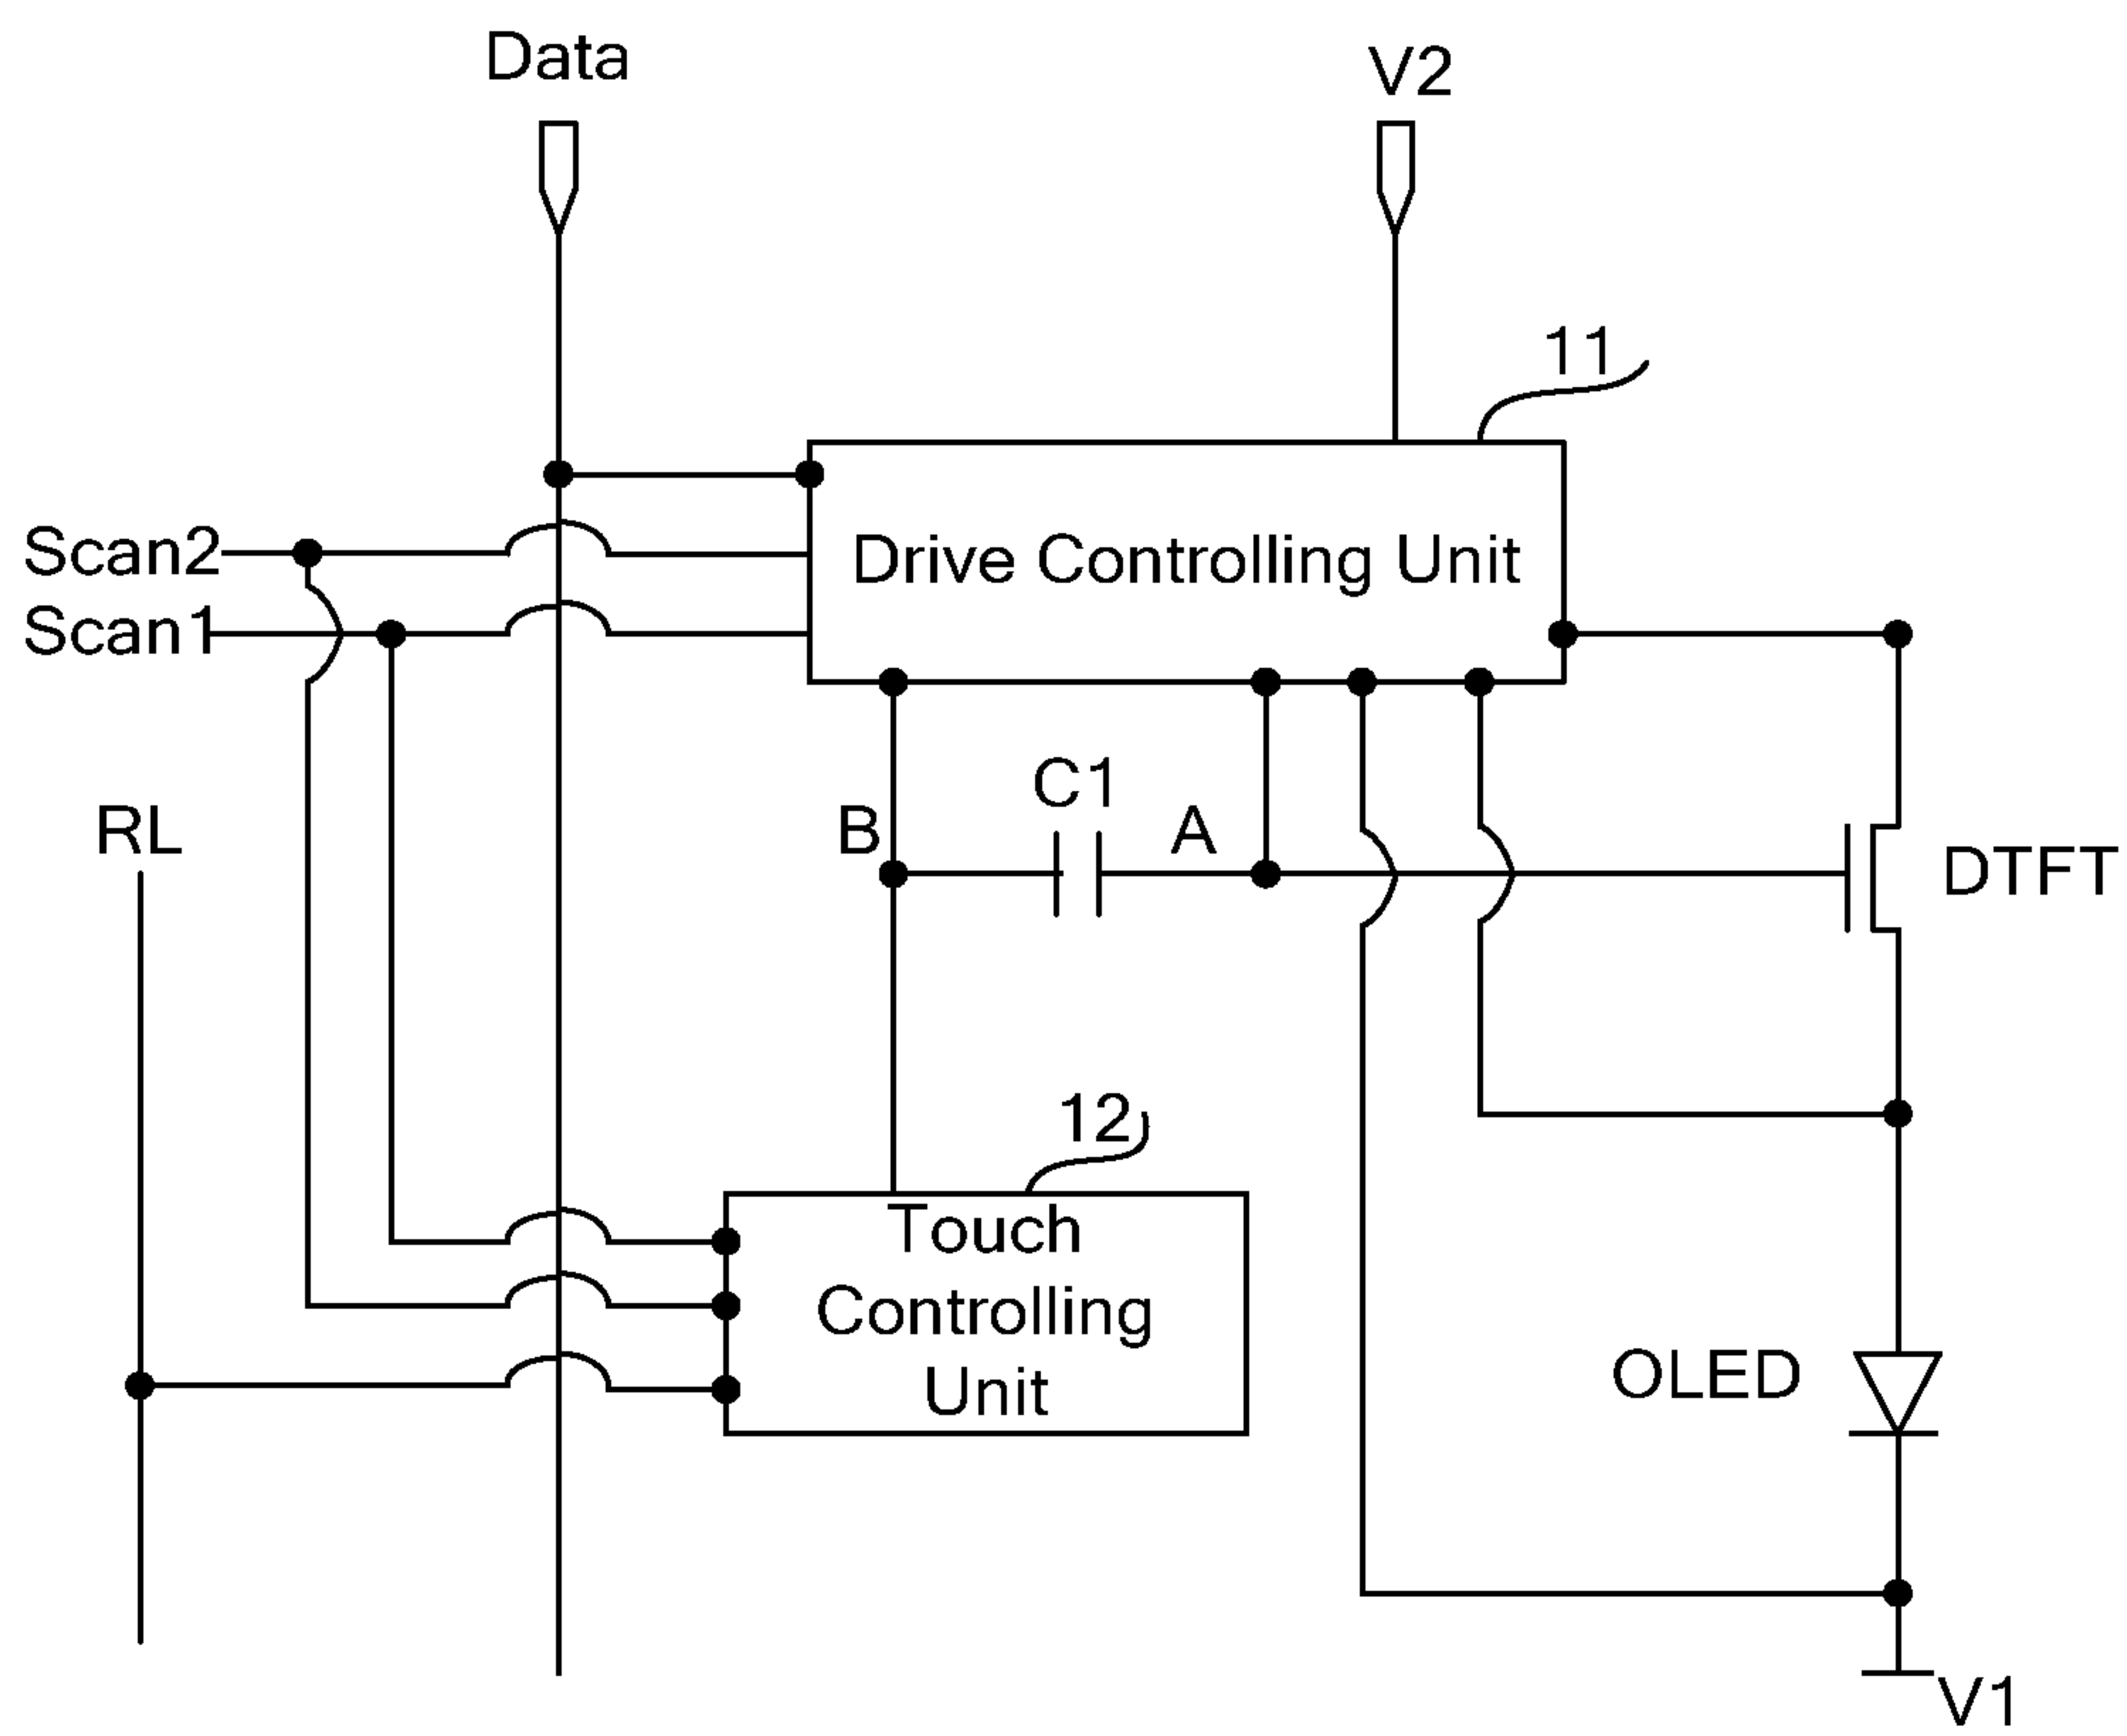 Data
V2
11
Scan2
Drive Controlling Unit
Scan1
C1
RL
B
A
DTFT
12
Touch
Controlling
Unit
OLED
V1